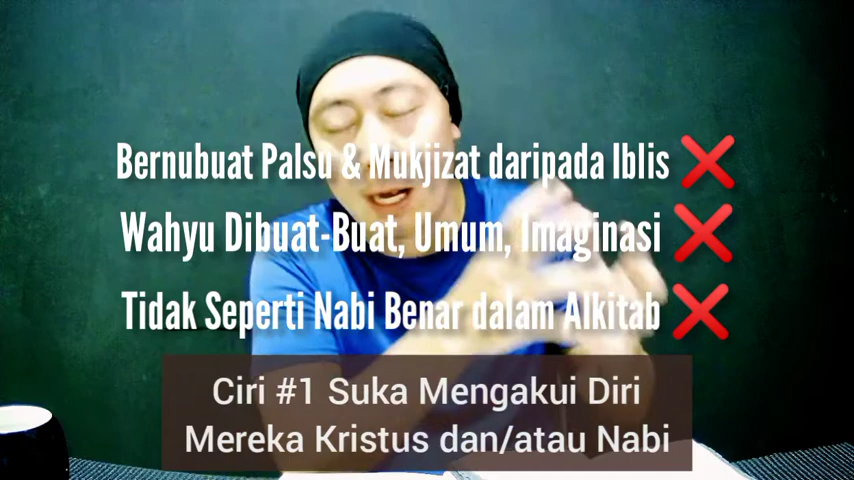 Bernubuat Palsu & Mukjizat daripada Iblis ❌
Wahyu Dibuat-Buat, Umum, Imaginasi ❌
Tidak Seperti Nabi Benar dalam Alkitab ❌
Ciri #1 Suka Mengakui Diri
Mereka Kristus dan/atau Nabi